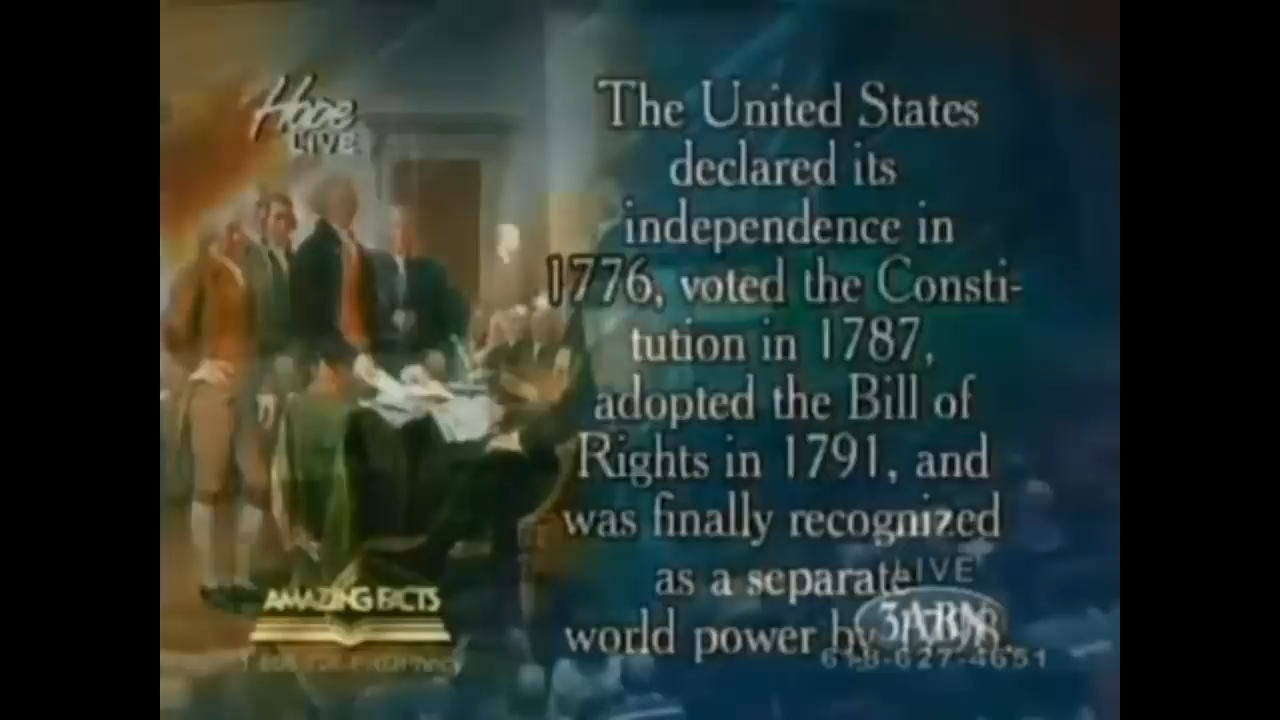 Hope
LIVE
The United States
declared its
independence in
1776, voted the Consti-
tution in 1787,
adopted the Bill of
Rights in 1791, and
was finally recognized
as a separate
world power by
LIVE
3ABN
618-627-4651
AMAZING FACTS